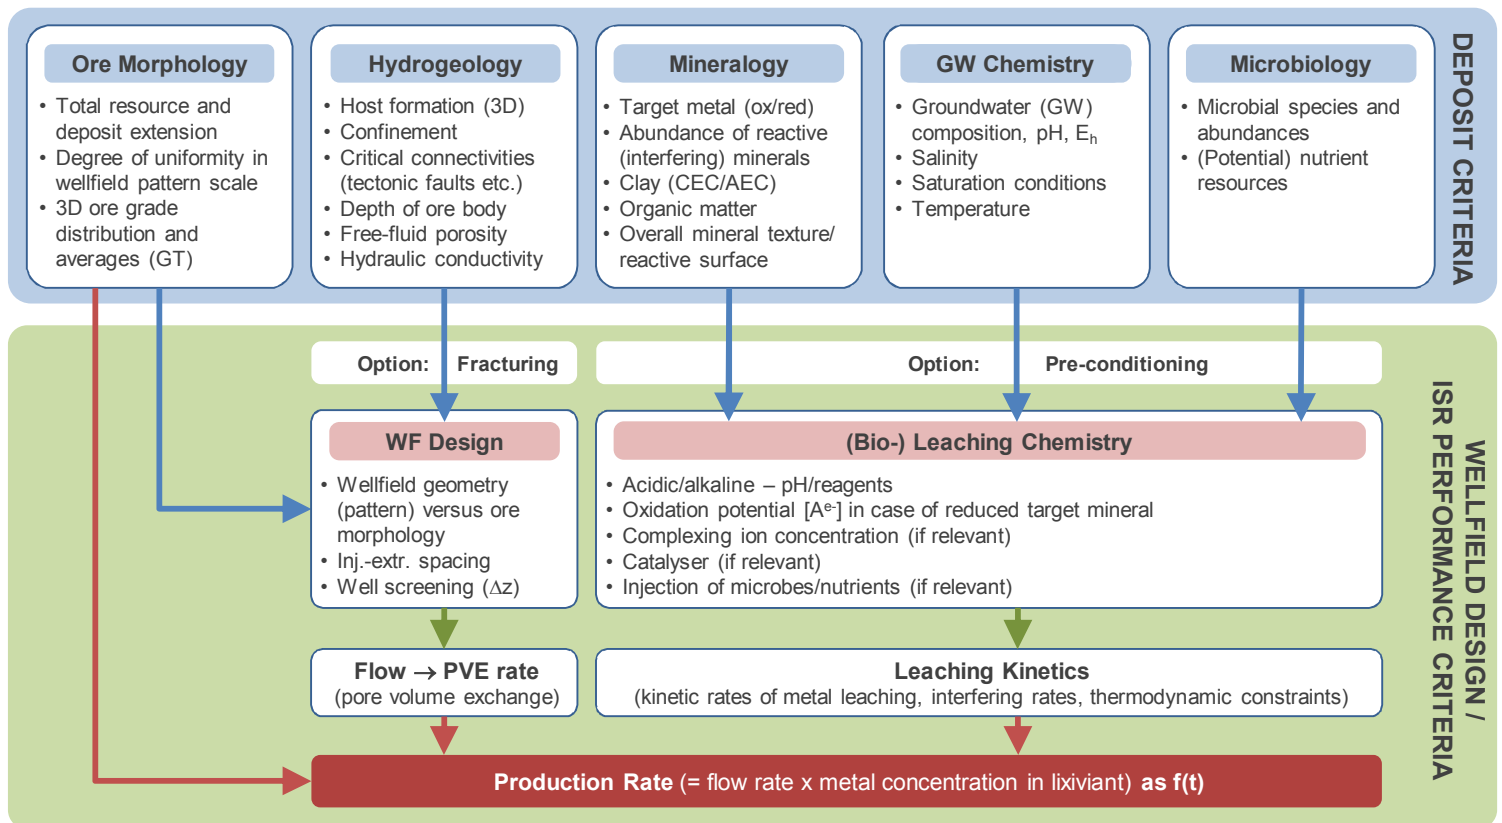 Ore Morphology
• Total resource and
deposit extension
• Degree of uniformity in
wellfield pattern scale
• 3D ore grade
distribution and
averages (GT)
Hydrogeology
• Host formation (3D)
• Confinement
• Critical connectivities
(tectonic faults etc.)
• Depth of ore body
• Free-fluid porosity
• Hydraulic conductivity
Mineralogy
• Target metal (ox/red)
• Abundance of reactive
(interfering) minerals
• Clay (CEC/AEC)
• Organic matter
• Overall mineral texture/
reactive surface
GW Chemistry
• Groundwater (GW)
composition, pH, Eh
• Salinity
• Saturation conditions
• Temperature
Microbiology
• Microbial species and
abundances
• (Potential) nutrient
resources
DEPOSIT CRITERIA
Option: Fracturing
Option: Pre-conditioning
WF Design
• Wellfield geometry
(pattern) versus ore
morphology
• Inj.-extr. spacing
• Well screening (Δz)
(Bio-) Leaching Chemistry
• Acidic/alkaline – pH/reagents
• Oxidation potential [Ae-] in case of reduced target mineral
• Complexing ion concentration (if relevant)
• Catalyser (if relevant)
• Injection of microbes/nutrients (if relevant)
Flow → PVE rate
(pore volume exchange)
Leaching Kinetics
(kinetic rates of metal leaching, interfering rates, thermodynamic constraints)
Production Rate (= flow rate x metal concentration in lixiviant) as f(t)
WELLFIELD DESIGN /
ISR PERFORMANCE CRITERIA